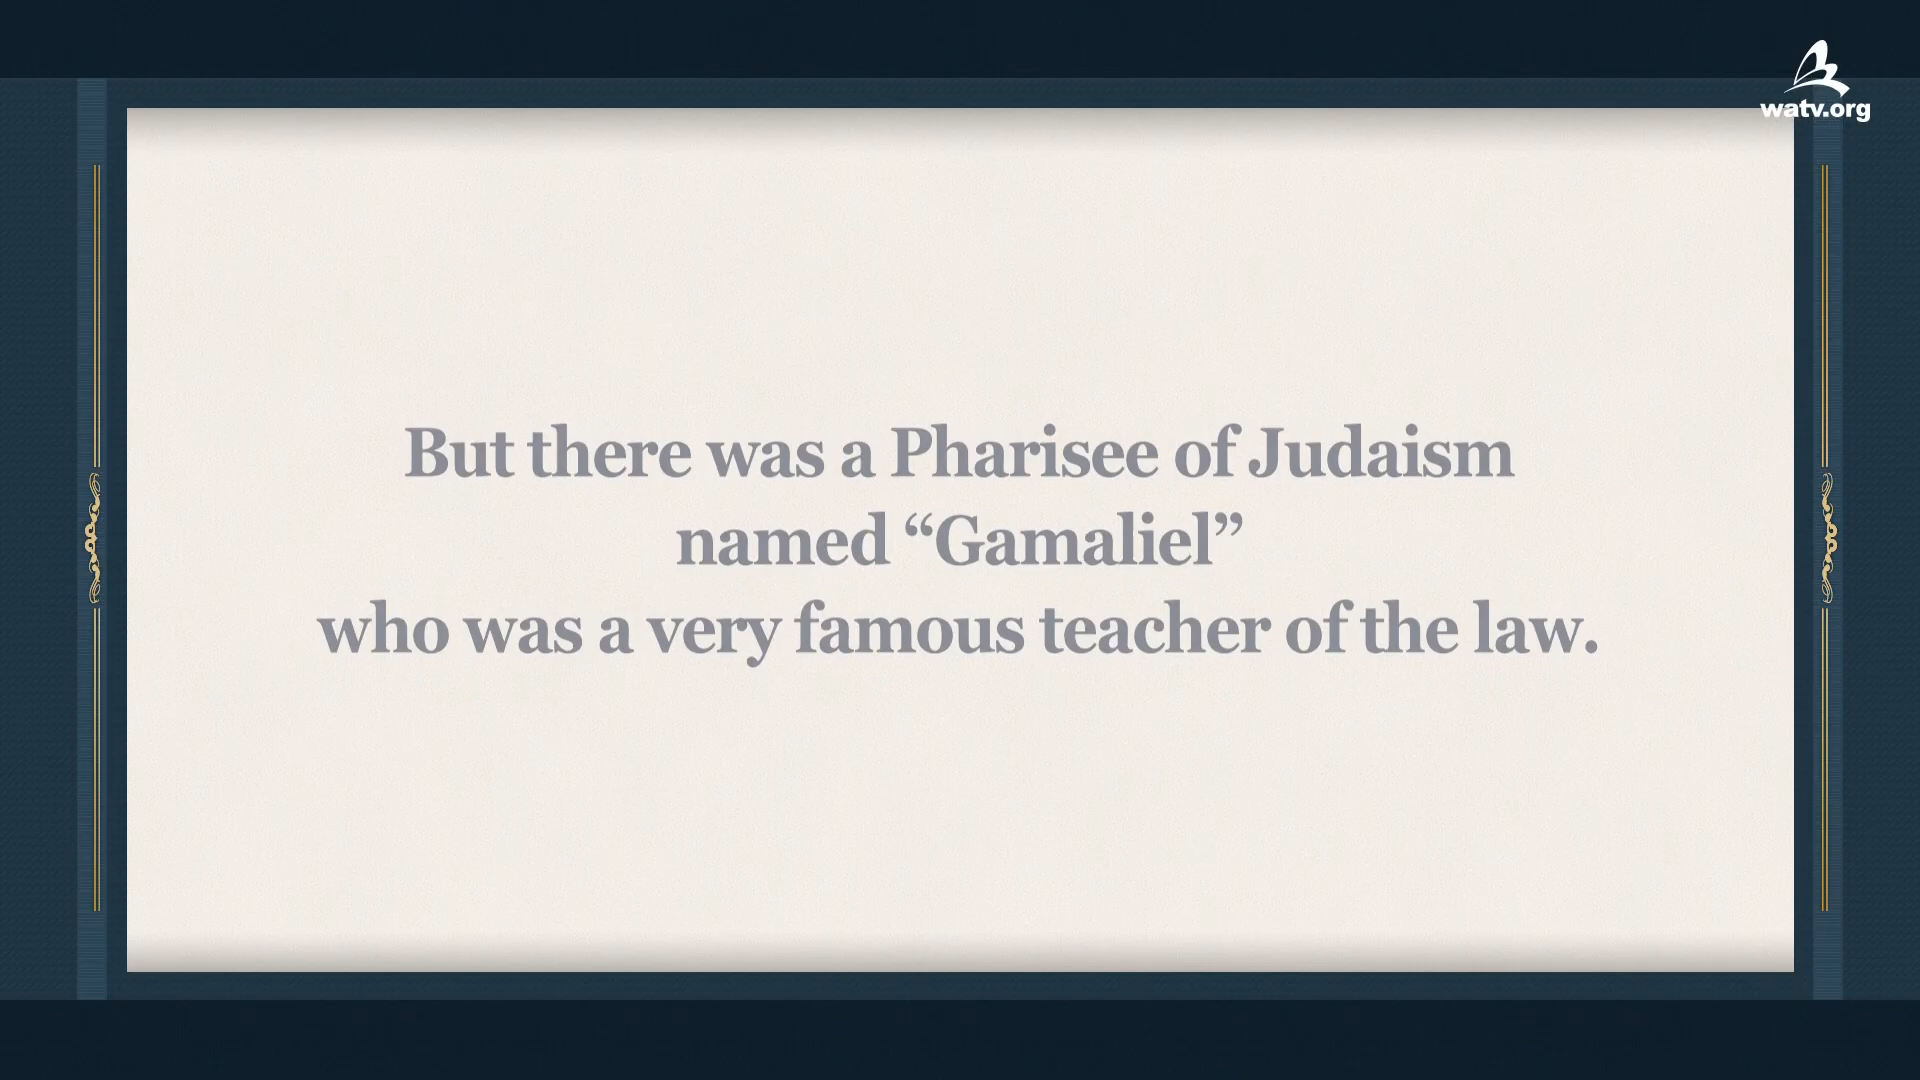 watv.org
But there was a Pharisee of Judaism
named “Gamaliel”
who was a very famous teacher of the law.